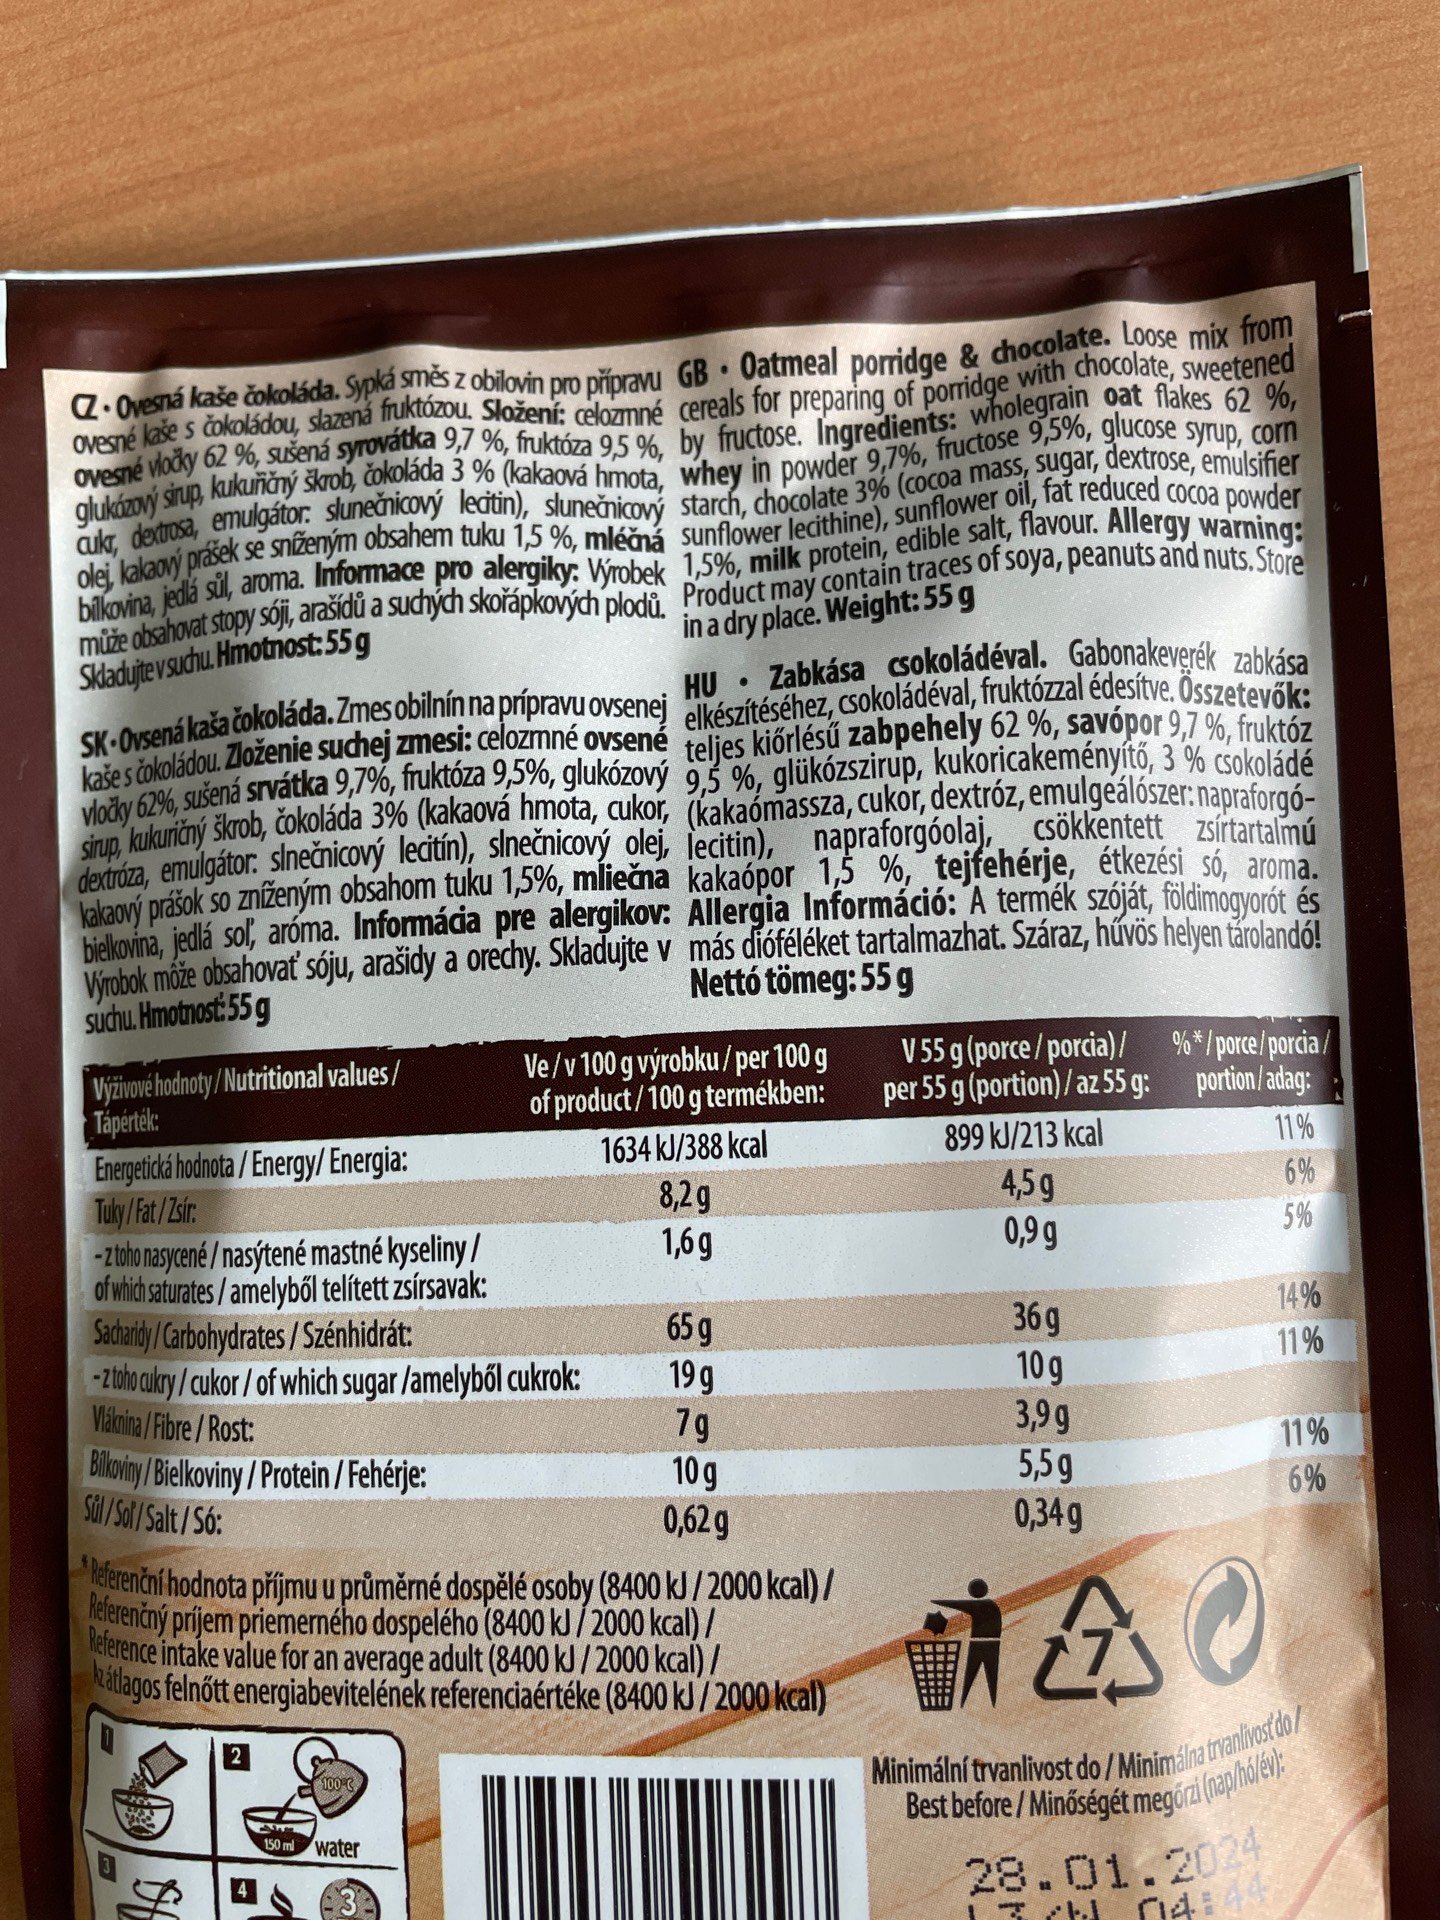 CZ • Ovesná kaše čokoláda. Sypká směs z obilovin pro přípravu
ovesné kaše s čokoládou, slazená fruktózou. Složení: celozrnné
ovesné vločky 62 %, sušená syrovátka 9,7 %, fruktóza 9,5 %,
glukózový sirup, kukuřičný škrob, čokoláda 3 % (kakaová hmota,
cukr, dextrosa, emulgátor: slunečnicový lecitin), slunečnicový
olej, kakaový prášek se sníženým obsahem tuku 1,5 %, mléčná
bílkovina, jedlá sůl, aroma. Informace pro alergiky: Výrobek
může obsahovat stopy sóji, arašídů a suchých skořápkových plodů.
Skladujte v suchu. Hmotnost: 55 g
SK • Ovsená kaša čokoláda. Zmes obilnín na prípravu ovsenej
kaše s čokoládou. Zloženie suchej zmesi: celozrnné ovsené
vločky 62%, sušená srvátka 9,7%, fruktóza 9,5%, glukózový
sirup, kukuričný škrob, čokoláda 3% (kakaová hmota, cukor,
dextróza, emulgátor: slnečnicový lecitín), slnečnicový olej,
kakaový prášok so zníženým obsahom tuku 1,5%, mliečna
bielkovina, jedlá soľ, aróma. Informácia pre alergikov:
Výrobok môže obsahovať sóju, arašidy a orechy. Skladujte v
suchu. Hmotnosť: 55 g
GB • Oatmeal porridge & chocolate. Loose mix from
cereals for preparing of porridge with chocolate, sweetened
by fructose. Ingredients: wholegrain oat flakes 62 %,
whey in powder 9,7%, fructose 9,5%, glucose syrup, corn
starch, chocolate 3% (cocoa mass, sugar, dextrose, emulsifier
sunflower lecithine), sunflower oil, fat reduced cocoa powder
1,5%, milk protein, edible salt, flavour. Allergy warning:
Product may contain traces of soya, peanuts and nuts. Store
in a dry place. Weight: 55 g
HU • Zabkása csokoládéval. Gabonakeverék zabkása
elkészítéséhez, csokoládéval, fruktózzal édesítve. Összetevők:
teljes kiőrlésű zabpehely 62 %, savópor 9,7 %, fruktóz
9,5 %, glükózszirup, kukoricakeményítő, 3 % csokoládé
(kakaómassza, cukor, dextróz, emulgeálószer: napraforgó-
lecitin), napraforgóolaj, csökkentett zsírtartalmú
kakaópor 1,5 %, tejfehérje, étkezési só, aroma.
Allergia Információ: A termék szóját, földimogyorót és
más dióféléket tartalmazhat. Száraz, hűvös helyen tárolandó!
Nettó tömeg: 55 g
Výživové hodnoty / Nutritional values / Ve / v 100 g výrobku / per 100 g V 55 g (porce / porcia) / %* / porce / porcia /
Tápérték: of product / 100 g termékben: per 55 g (portion) / az 55 g: portion / adag:
Energetická hodnota / Energy/ Energia: 1634 kJ/388 kcal 899 kJ/213 kcal 11%
Tuky / Fat / Zsír: 8,2 g 4,5 g 6%
- z toho nasycené / nasýtené mastné kyseliny / 1,6 g 0,9 g 5%
of which saturates / amelyből telített zsírsavak:
Sacharidy / Carbohydrates / Szénhidrát: 65 g 36 g 14%
- z toho cukry / cukor / of which sugar /amelyből cukrok: 19 g 10 g 11%
Vláknina / Fibre / Rost: 7 g 3,9 g
Bílkoviny / Bielkoviny / Protein / Fehérje: 10 g 5,5 g 11%
Sůl / Soľ / Salt / Só: 0,62 g 0,34 g 6%
* Referenční hodnota příjmu u průměrné dospělé osoby (8400 kJ / 2000 kcal) /
Referenčný príjem priemerného dospelého (8400 kJ / 2000 kcal) /
Reference intake value for an average adult (8400 kJ / 2000 kcal) /
Az átlagos felnőtt energiabevitelének referenciaértéke (8400 kJ / 2000 kcal)
7
1
2
100°C
150 ml water
3
4
3
Minimální trvanlivost do / Minimálna trvanlivosť do /
Best before / Minőségét megőrzi (nap/hó/év):
28.01.2024
04:44